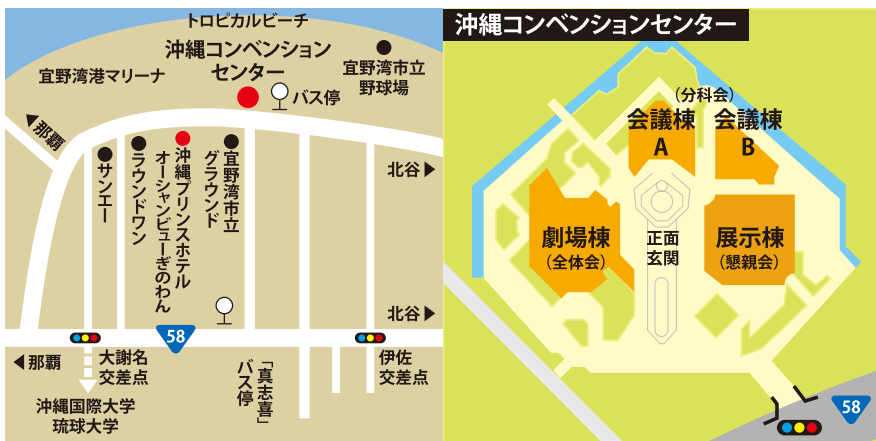 トロピカルビーチ
沖縄コンベンション
センター
宜野湾港マリーナ
宜野湾市立
野球場
バス停
那覇
サンエー
ラウンドワン
沖縄プリンスホテル
オーシャンビューぎのわん
宜野湾市立
グラウンド
北谷
北谷
58
那覇
大謝名
交差点
「真志喜」
バス停
伊佐
交差点
沖縄国際大学
琉球大学
沖縄コンベンションセンター
(分科会)
会議棟
A
会議棟
B
劇場棟
(全体会)
正面
玄関
展示棟
(懇親会)
58